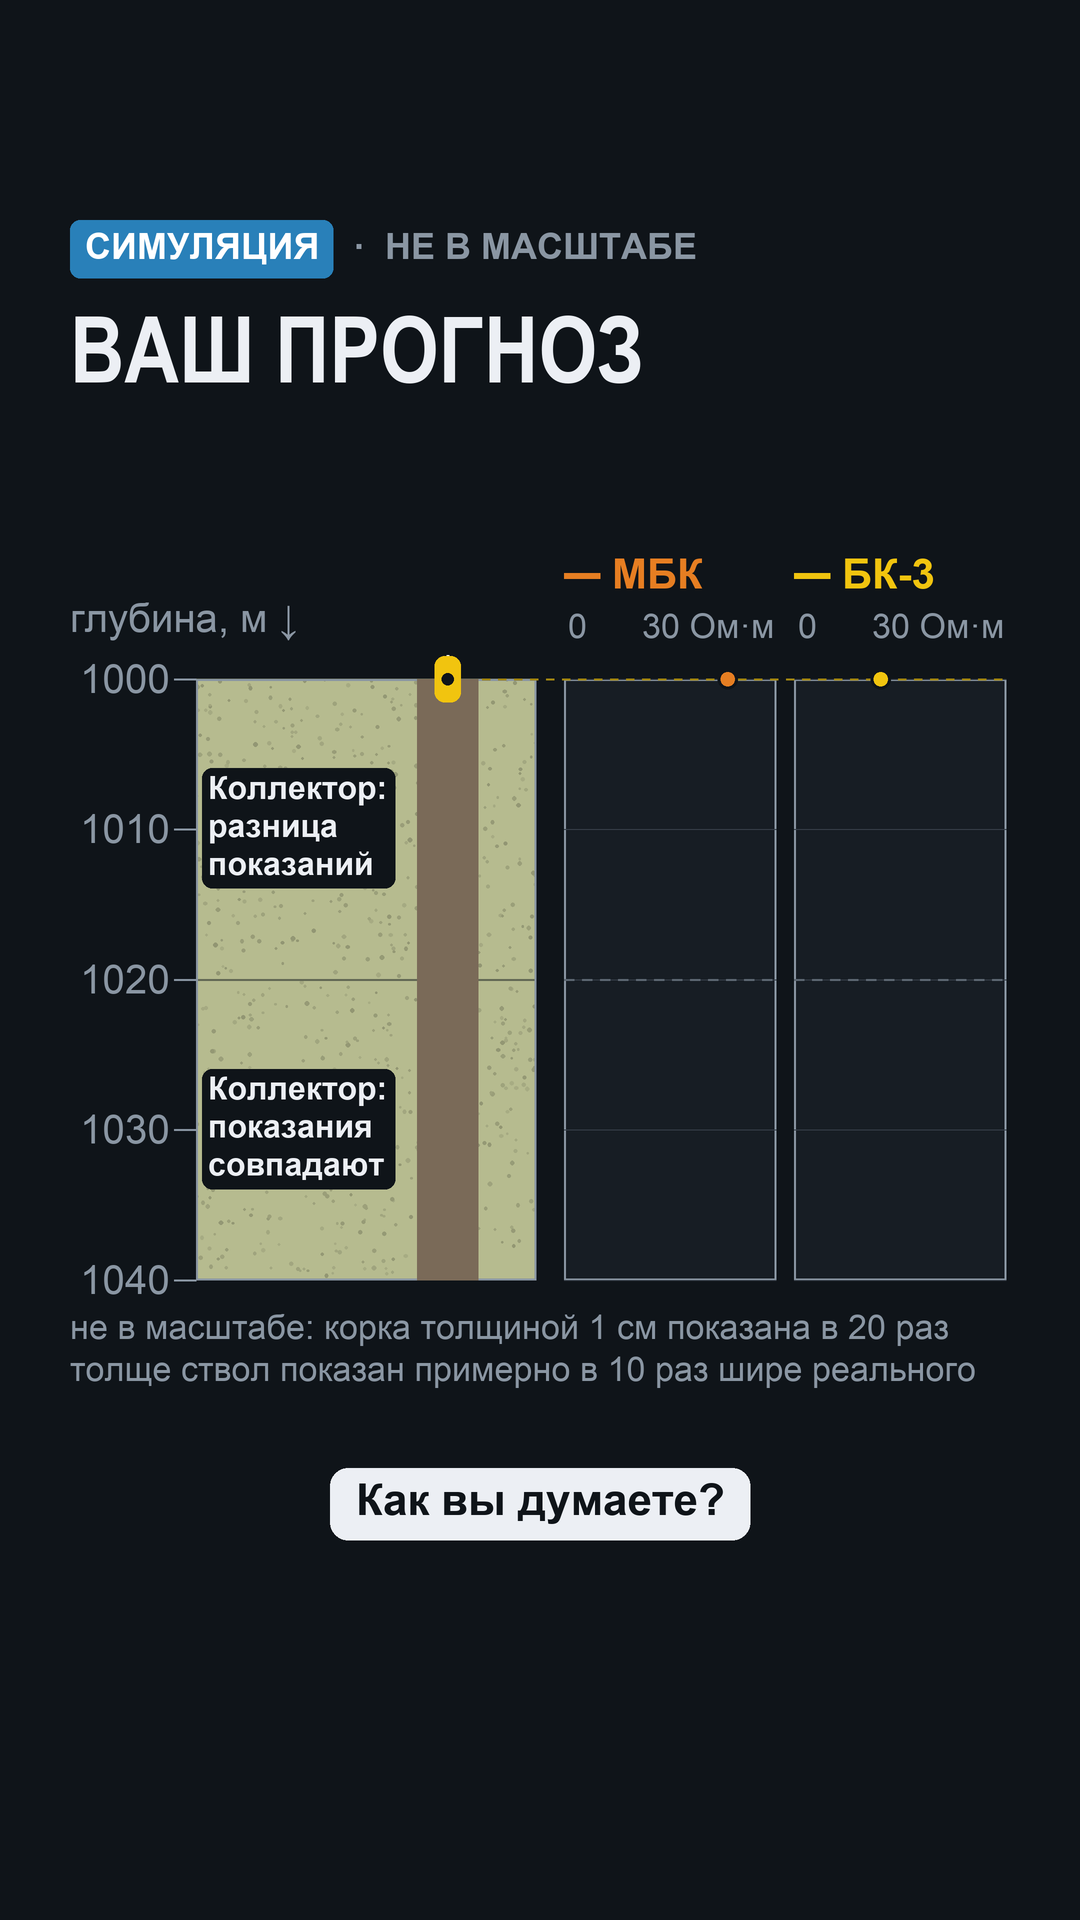 СИМУЛЯЦИЯ · НЕ В МАСШТАБЕ
ВАШ ПРОГНОЗ
МБК БК-3
глубина, м ↓ 0 30 Ом·м 0 30 Ом·м
1000
Коллектор:
разница
показаний
1010
1020
Коллектор:
показания
совпадают
1030
1040
не в масштабе: корка толщиной 1 см показана в 20 раз
толще ствол показан примерно в 10 раз шире реального
Как вы думаете?